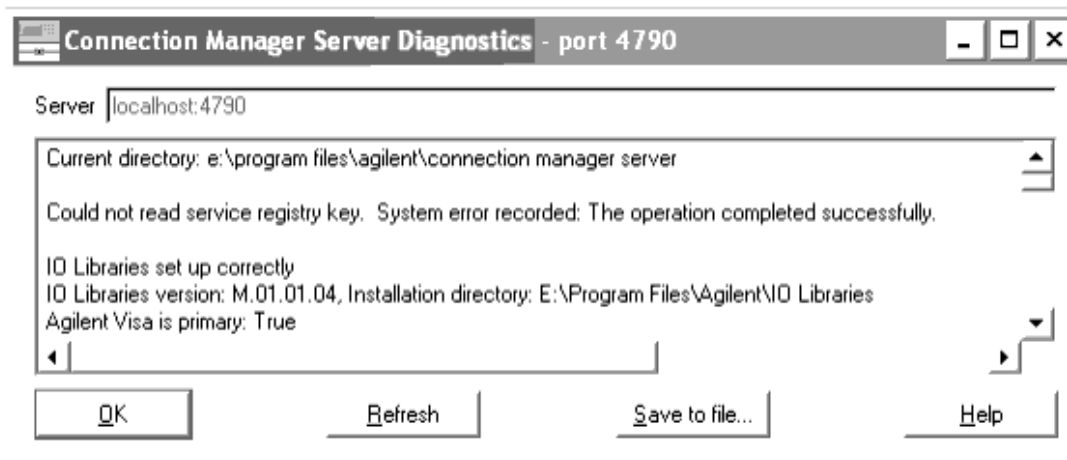 Connection Manager Server Diagnostics - port 4790
Server localhost:4790
Current directory: e:\program files\agilent\connection manager server
Could not read service registry key.  System error recorded: The operation completed successfully.
IO Libraries set up correctly
IO Libraries version: M.01.01.04, Installation directory: E:\Program Files\Agilent\IO Libraries
Agilent Visa is primary: True
OK Refresh Save to file... Help